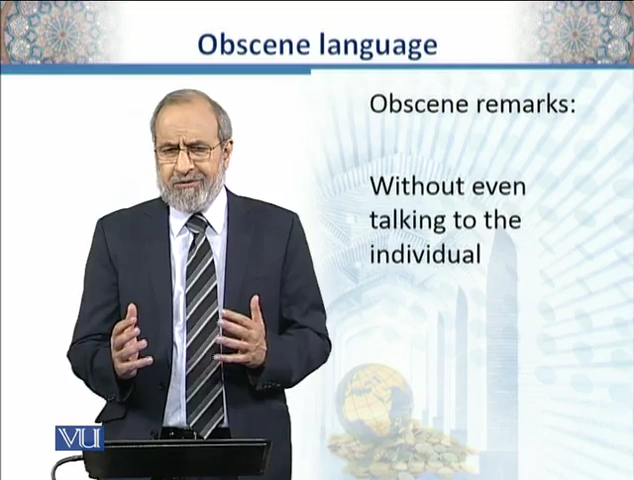 Obscene language
Obscene remarks:
Without even
talking to the
individual
VU